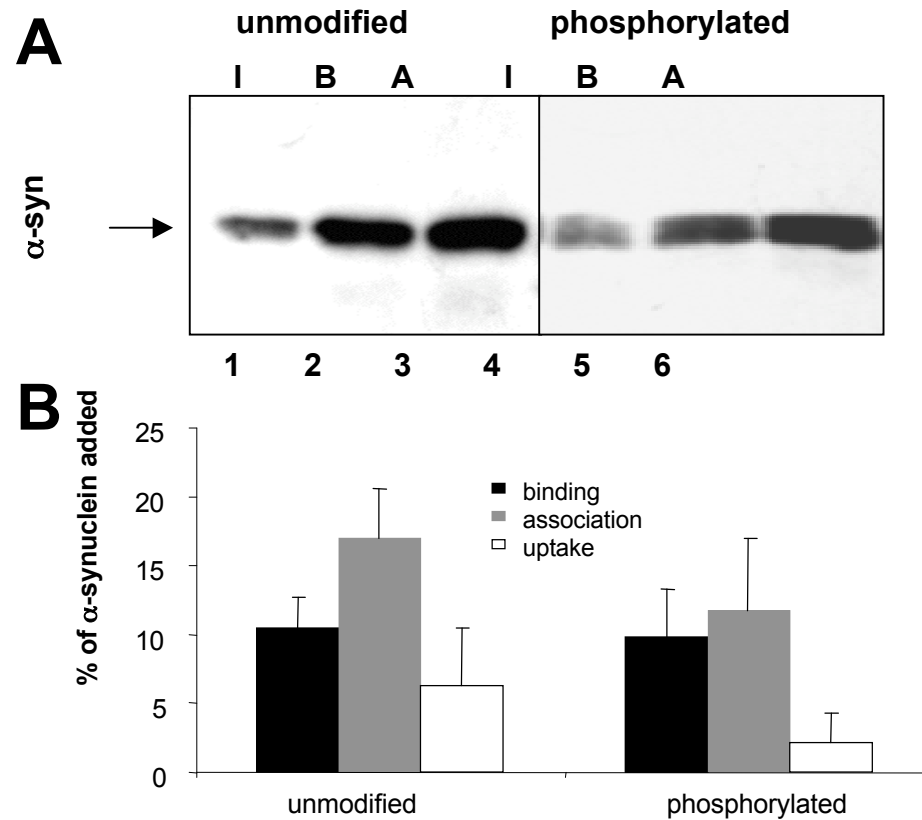 A
unmodified phosphorylated
I B A I B A
α-syn
1 2 3 4 5 6
B
% of α-synuclein added
25
20
15
10
5
0
binding
association
uptake
unmodified phosphorylated